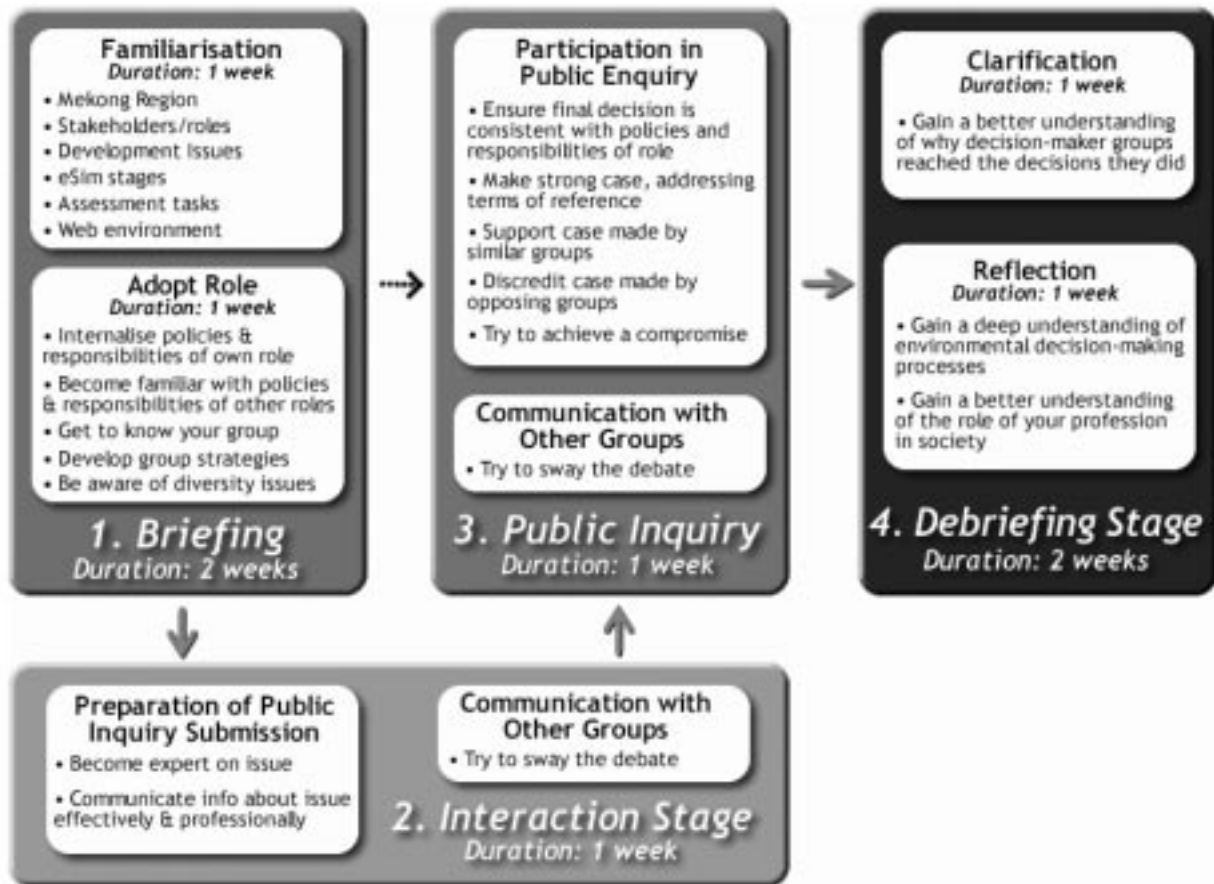 Familiarisation
Duration: 1 week
• Mekong Region
• Stakeholders/roles
• Development Issues
• eSim stages
• Assessment tasks
• Web environment
Adopt Role
Duration: 1 week
• Internalise policies &
responsibilities of own role
• Become familiar with policies
& responsibilities of other roles
• Get to know your group
• Develop group strategies
• Be aware of diversity issues
1. Briefing
Duration: 2 weeks
Preparation of Public
Inquiry Submission
• Become expert on issue
• Communicate info about issue
effectively & professionally
Communication with
Other Groups
• Try to sway the debate
2. Interaction Stage
Duration: 1 week
Participation in
Public Enquiry
• Ensure final decision is
consistent with policies and
responsibilities of role
• Make strong case, addressing
terms of reference
• Support case made by
similar groups
• Discredit case made by
opposing groups
• Try to achieve a compromise
Communication with
Other Groups
• Try to sway the debate
3. Public Inquiry
Duration: 1 week
Clarification
Duration: 1 week
• Gain a better understanding
of why decision-maker groups
reached the decisions they did
Reflection
Duration: 1 week
• Gain a deep understanding of
environmental decision-making
processes
• Gain a better understanding
of the role of your profession
in society
4. Debriefing Stage
Duration: 2 weeks